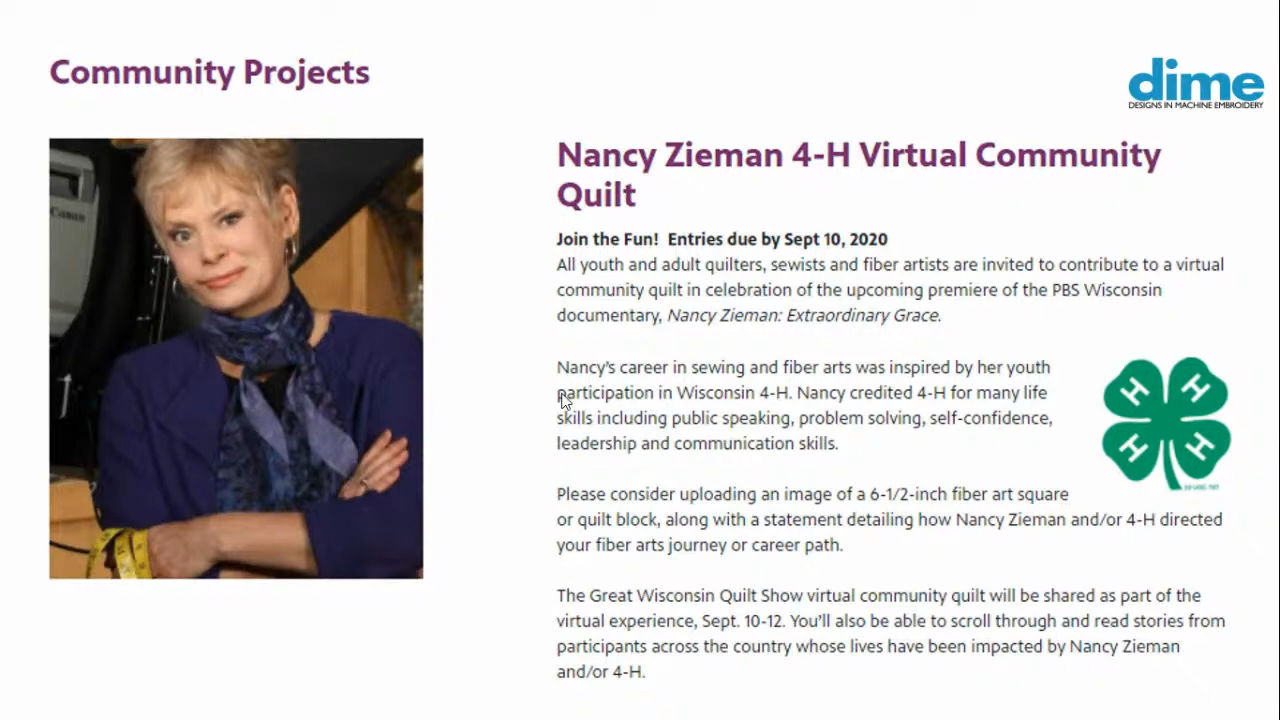 Community Projects
dime
DESIGNS IN MACHINE EMBROIDERY
Canon
Nancy Zieman 4-H Virtual Community
Quilt
Join the Fun!  Entries due by Sept 10, 2020
All youth and adult quilters, sewists and fiber artists are invited to contribute to a virtual
community quilt in celebration of the upcoming premiere of the PBS Wisconsin
documentary, Nancy Zieman: Extraordinary Grace.
Nancy's career in sewing and fiber arts was inspired by her youth
participation in Wisconsin 4-H. Nancy credited 4-H for many life
skills including public speaking, problem solving, self-confidence,
leadership and communication skills.
H H
H H
Please consider uploading an image of a 6-1/2-inch fiber art square
or quilt block, along with a statement detailing how Nancy Zieman and/or 4-H directed
your fiber arts journey or career path.
The Great Wisconsin Quilt Show virtual community quilt will be shared as part of the
virtual experience, Sept. 10-12. You'll also be able to scroll through and read stories from
participants across the country whose lives have been impacted by Nancy Zieman
and/or 4-H.